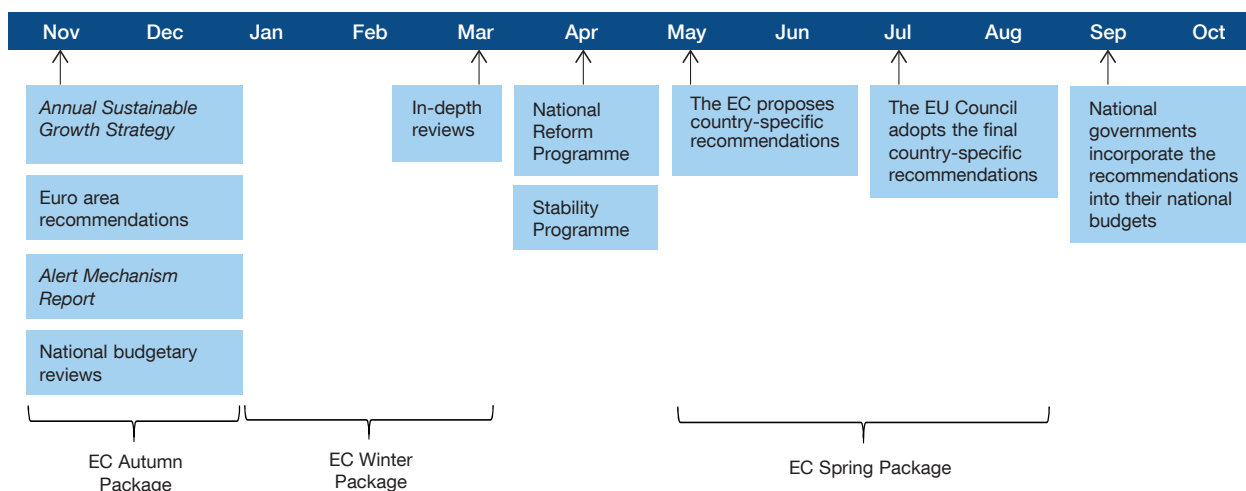 Nov Dec Jan Feb Mar Apr May Jun Jul Aug Sep Oct
Annual Sustainable
Growth Strategy
Euro area
recommendations
Alert Mechanism
Report
National budgetary
reviews
In-depth
reviews
National
Reform
Programme
Stability
Programme
The EC proposes
country-specific
recommendations
The EU Council
adopts the final
country-specific
recommendations
National
governments
incorporate the
recommendations
into their national
budgets
EC Autumn
Package
EC Winter
Package
EC Spring Package